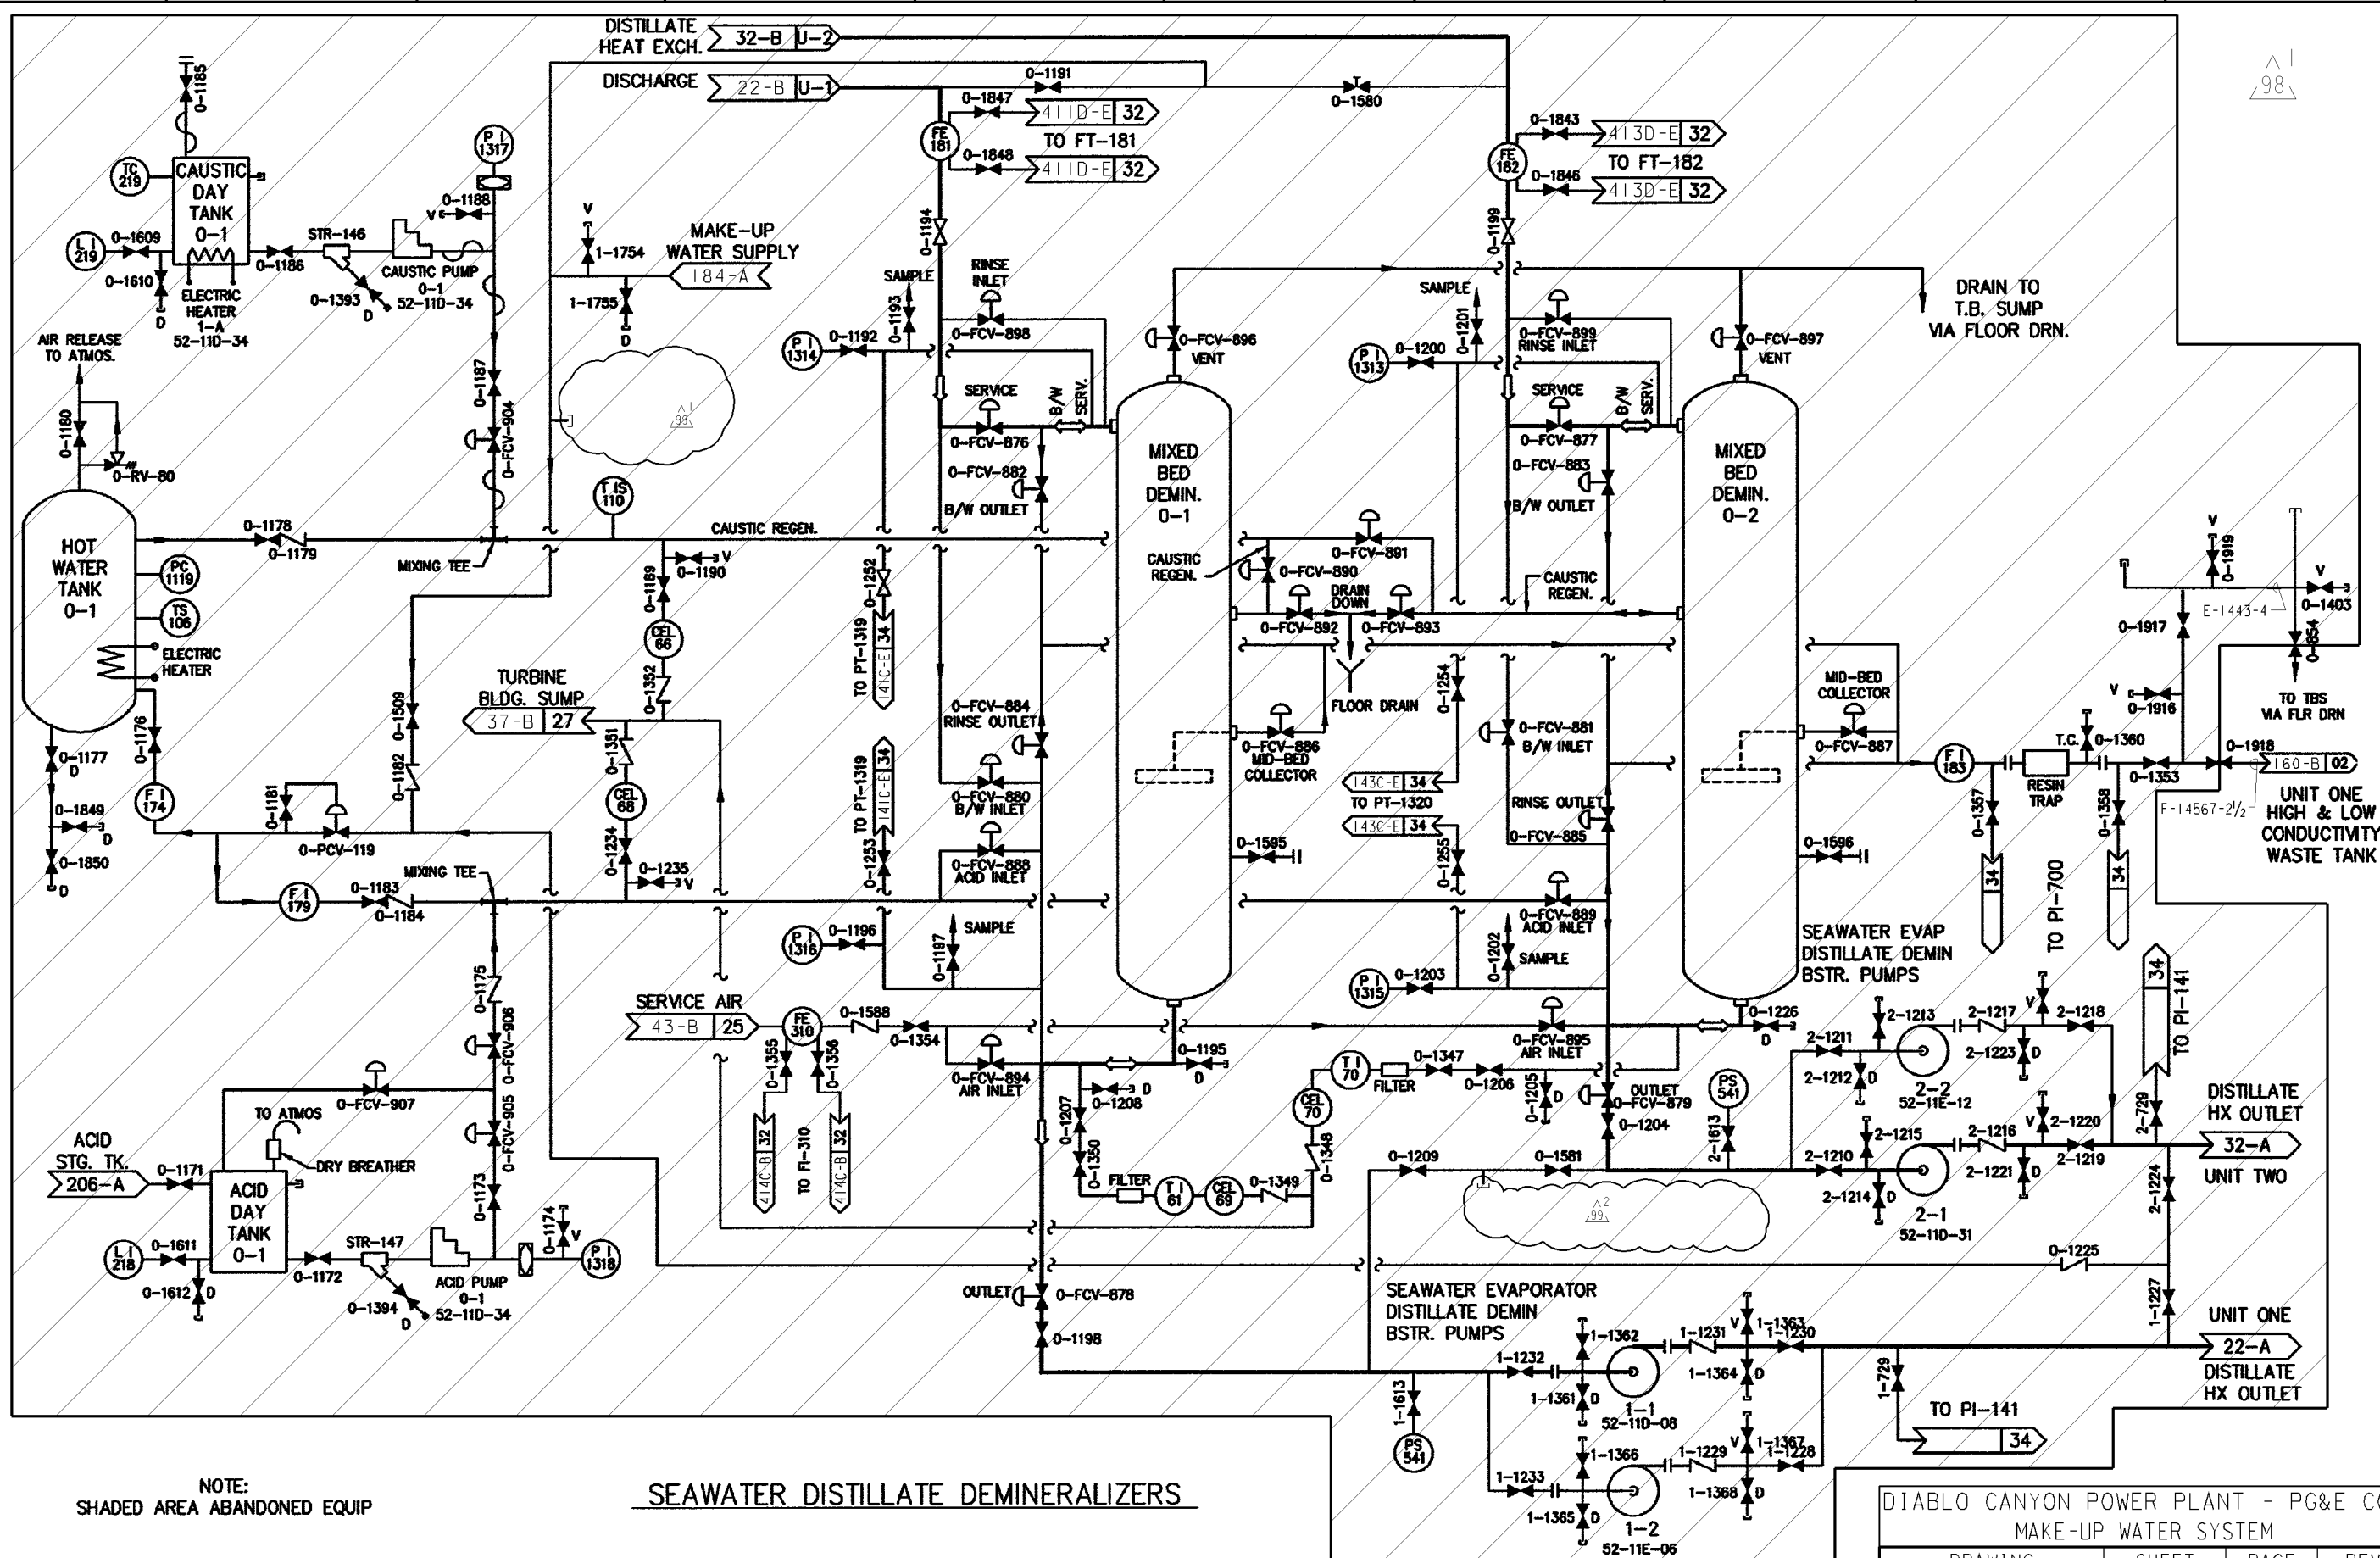 DISTILLATE
HEAT EXCH.
32-B U-2
DISCHARGE
22-B U-1
0-1191
0-1580
1
98
0-1185
TC
219
CAUSTIC
DAY
TANK
0-1
LI
219
0-1609
0-1610
D
ELECTRIC
HEATER
1-A
52-11D-34
0-1186
STR-146
0-1393
D
CAUSTIC PUMP
0-1
52-11D-34
PI
1317
0-1188
V
0-1187
0-FCV-904
V
1-1754
1-1755
D
MAKE-UP
WATER SUPPLY
184-A
1
99
FE
181
0-1847
411D-E 32
TO FT-181
0-1848
411D-E 32
0-1194
FE
182
0-1843
413D-E 32
TO FT-182
0-1846
413D-E 32
0-1199
SAMPLE
0-1193
PI
1314
0-1192
RINSE
INLET
0-FCV-898
SERVICE
0-FCV-876
B/W
SERV.
0-FCV-882
B/W OUTLET
0-FCV-896
VENT
MIXED
BED
DEMIN.
0-1
SAMPLE
0-1201
PI
1313
0-1200
0-FCV-899
RINSE INLET
SERVICE
0-FCV-877
B/W
SERV.
0-FCV-883
B/W OUTLET
0-FCV-897
VENT
MIXED
BED
DEMIN.
0-2
DRAIN TO
T.B. SUMP
VIA FLOOR DRN.
AIR RELEASE
TO ATMOS.
0-1180
0-RV-80
HOT
WATER
TANK
0-1
0-1178
0-1179
PC
1119
TS
106
ELECTRIC
HEATER
MIXING TEE
T IS
110
CAUSTIC REGEN.
0-1189
0-1190
V
CEL
66
0-1352
TURBINE
BLDG. SUMP
37-B 27
0-1351
CEL
68
0-1234
0-1235
V
0-1509
0-1182
0-1176
0-1177
D
0-1849
D
0-1850
D
FI
174
0-1181
0-PCV-119
FI
179
0-1183
0-1184
MIXING TEE
0-1252
TO PT-1319
141C-E 34
TO PT-1319
141C-E 34
0-1253
0-FCV-884
RINSE OUTLET
0-FCV-880
B/W INLET
0-FCV-888
ACID INLET
CAUSTIC
REGEN.
0-FCV-890
0-FCV-891
DRAIN
DOWN
0-FCV-892
0-FCV-893
CAUSTIC
REGEN.
FLOOR DRAIN
0-FCV-886
MID-BED
COLLECTOR
0-1254
143C-E 34
TO PT-1320
143C-E 34
0-1255
0-FCV-881
B/W INLET
RINSE OUTLET
0-FCV-885
0-1595
0-1596
0-FCV-889
ACID INLET
MID-BED
COLLECTOR
0-FCV-887
FI
183
0-1357
34
RESIN
TRAP
T.C.
0-1360
0-1353
0-1358
34
TO PI-700
0-1916
V
0-1917
V
0-1919
E-1443-4
V
0-1403
0-854
TO TBS
VIA FLR DRN
0-1918
160-B 02
F-14567-2½
UNIT ONE
HIGH & LOW
CONDUCTIVITY
WASTE TANK
PI
1316
0-1196
0-1197
SAMPLE
PI
1315
0-1203
0-1202
SAMPLE
SERVICE AIR
43-B 25
FE
310
0-1588
0-1354
0-1355
0-1356
414C-B 32
TO FI-310
414C-B 32
0-FCV-894
AIR INLET
0-1195
D
0-1208
D
0-1207
0-1350
FILTER
TI
61
CEL
69
0-1349
0-1348
CEL
70
TI
70
FILTER
0-1347
0-1206
0-1205
D
0-FCV-895
AIR INLET
OUTLET
0-FCV-879
0-1204
0-1226
D
PS
541
2-1613
0-1209
0-1581
2
99
SEAWATER EVAP
DISTILLATE DEMIN
BSTR. PUMPS
2-1211
2-1212
D
2-1213
2-2
52-11E-12
2-1217
V
2-1218
2-1223
D
2-1210
2-1214
D
2-1215
2-1
52-11D-31
2-1216
V
2-1220
2-1219
2-1221
D
34
TO PI-141
2-729
DISTILLATE
HX OUTLET
32-A
UNIT TWO
2-1224
0-1225
1-1227
UNIT ONE
22-A
DISTILLATE
HX OUTLET
0-1175
0-FCV-906
0-FCV-907
0-FCV-905
0-1173
TO ATMOS
DRY BREATHER
ACID
STG. TK.
206-A
0-1171
ACID
DAY
TANK
0-1
LI
218
0-1611
0-1612
D
0-1172
STR-147
0-1394
D
ACID PUMP
0-1
52-11D-34
0-1174
V
PI
1318
OUTLET
0-FCV-878
0-1198
SEAWATER EVAPORATOR
DISTILLATE DEMIN
BSTR. PUMPS
1-1613
PS
541
1-1232
1-1362
1-1361
D
1-1
52-11D-08
1-1231
V
1-1363
1-1230
1-1364
D
1-1233
1-1366
1-1365
D
1-2
52-11E-06
1-1229
V
1-1367
1-1228
1-1368
D
1-729
TO PI-141
34
NOTE:
SHADED AREA ABANDONED EQUIP
SEAWATER DISTILLATE DEMINERALIZERS
DIABLO CANYON POWER PLANT - PG&E CO
MAKE-UP WATER SYSTEM